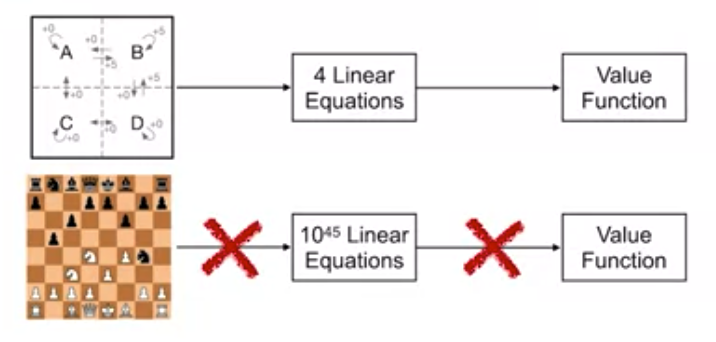 +0
+0
+5
A
B
+5
+0
+0
+5
C
+0
D
+0
+0
4 Linear
Equations
Value
Function
10⁴⁵ Linear
Equations
Value
Function